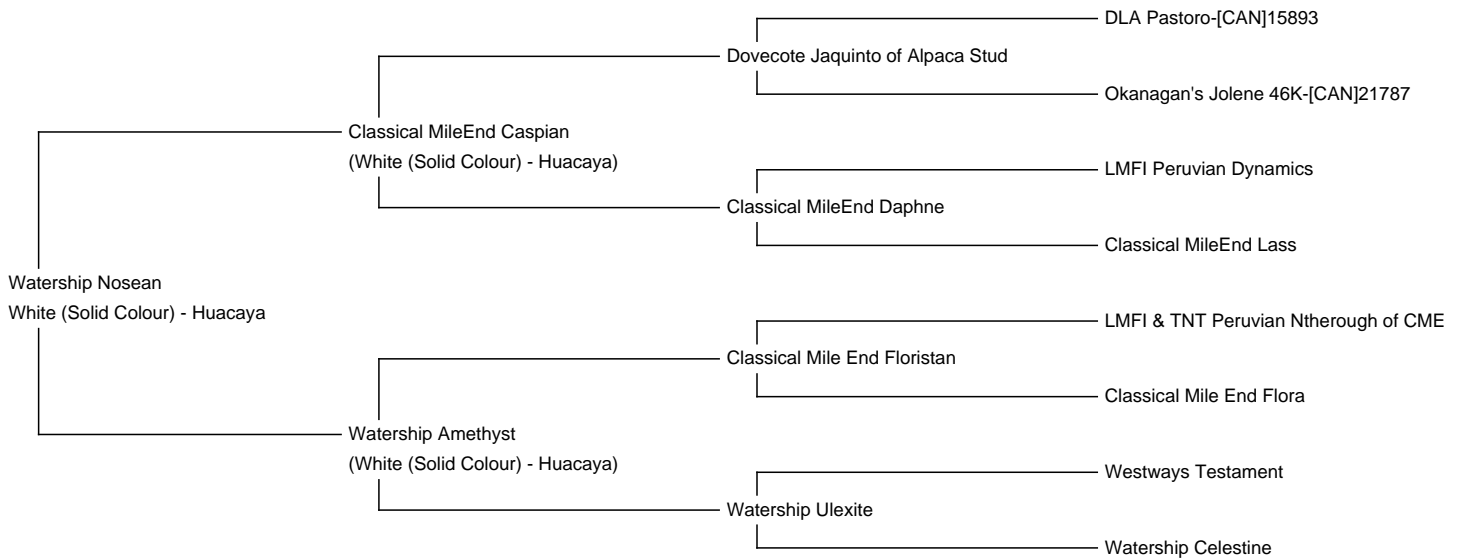 DLA Pastoro-[CAN]15893
Dovecote Jaquinto of Alpaca Stud
Okanagan's Jolene 46K-[CAN]21787
Classical MileEnd Caspian
(White (Solid Colour) - Huacaya)
LMFI Peruvian Dynamics
Classical MileEnd Daphne
Classical MileEnd Lass
Watership Nosean
White (Solid Colour) - Huacaya
LMFI & TNT Peruvian Ntherough of CME
Classical Mile End Floristan
Classical Mile End Flora
Watership Amethyst
(White (Solid Colour) - Huacaya)
Westways Testament
Watership Ulexite
Watership Celestine